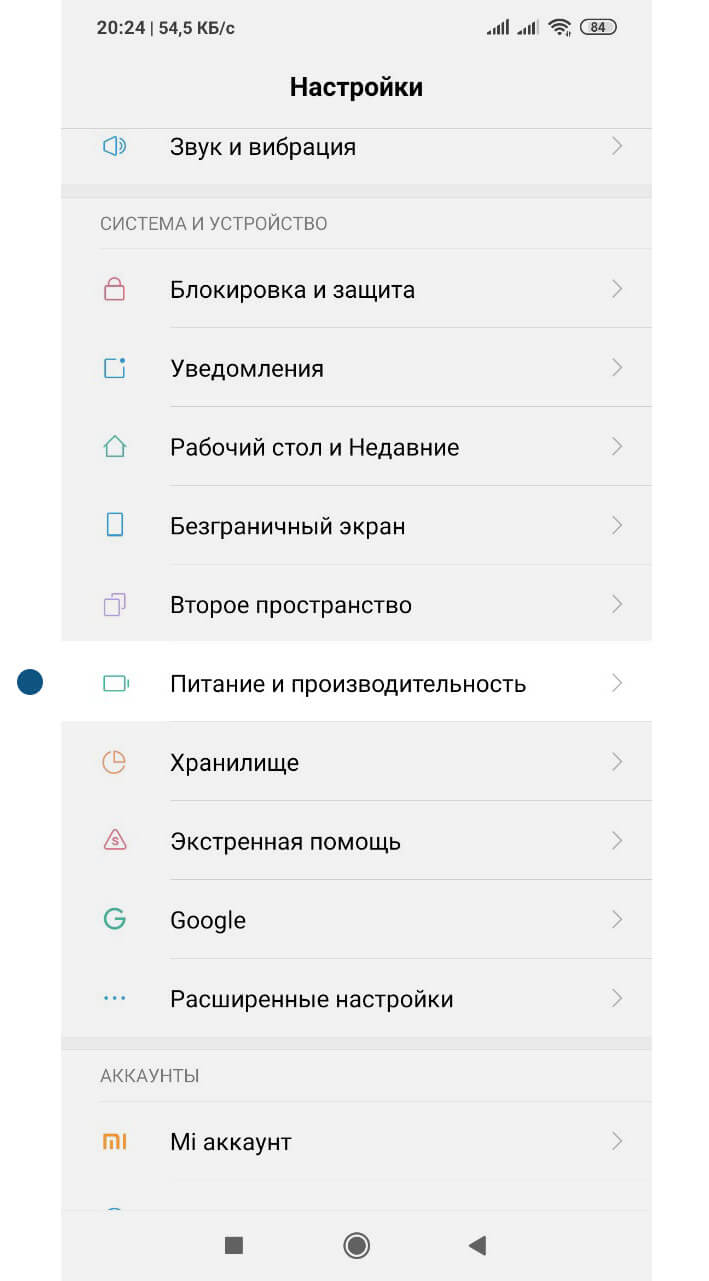 20:24 | 54,5 КБ/с 84
Настройки
Звук и вибрация
СИСТЕМА И УСТРОЙСТВО
Блокировка и защита
Уведомления
Рабочий стол и Недавние
Безграничный экран
Второе пространство
Питание и производительность
Хранилище
Экстренная помощь
Google
Расширенные настройки
АККАУНТЫ
Mi аккаунт